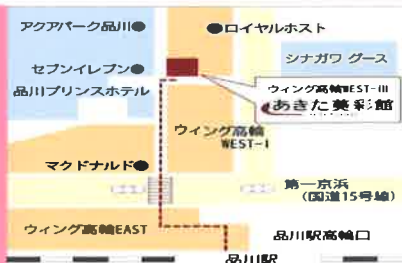 アクアパーク品川●
●ロイヤルホスト
セブンイレブン●
品川プリンスホテル
シナガワ グース
ウィング高輪WEST-III
あきた美彩館
ウィング高輪
WEST-I
マクドナルド●
第一京浜
(国道15号線)
ウィング高輪EAST
品川駅高輪口
品川駅